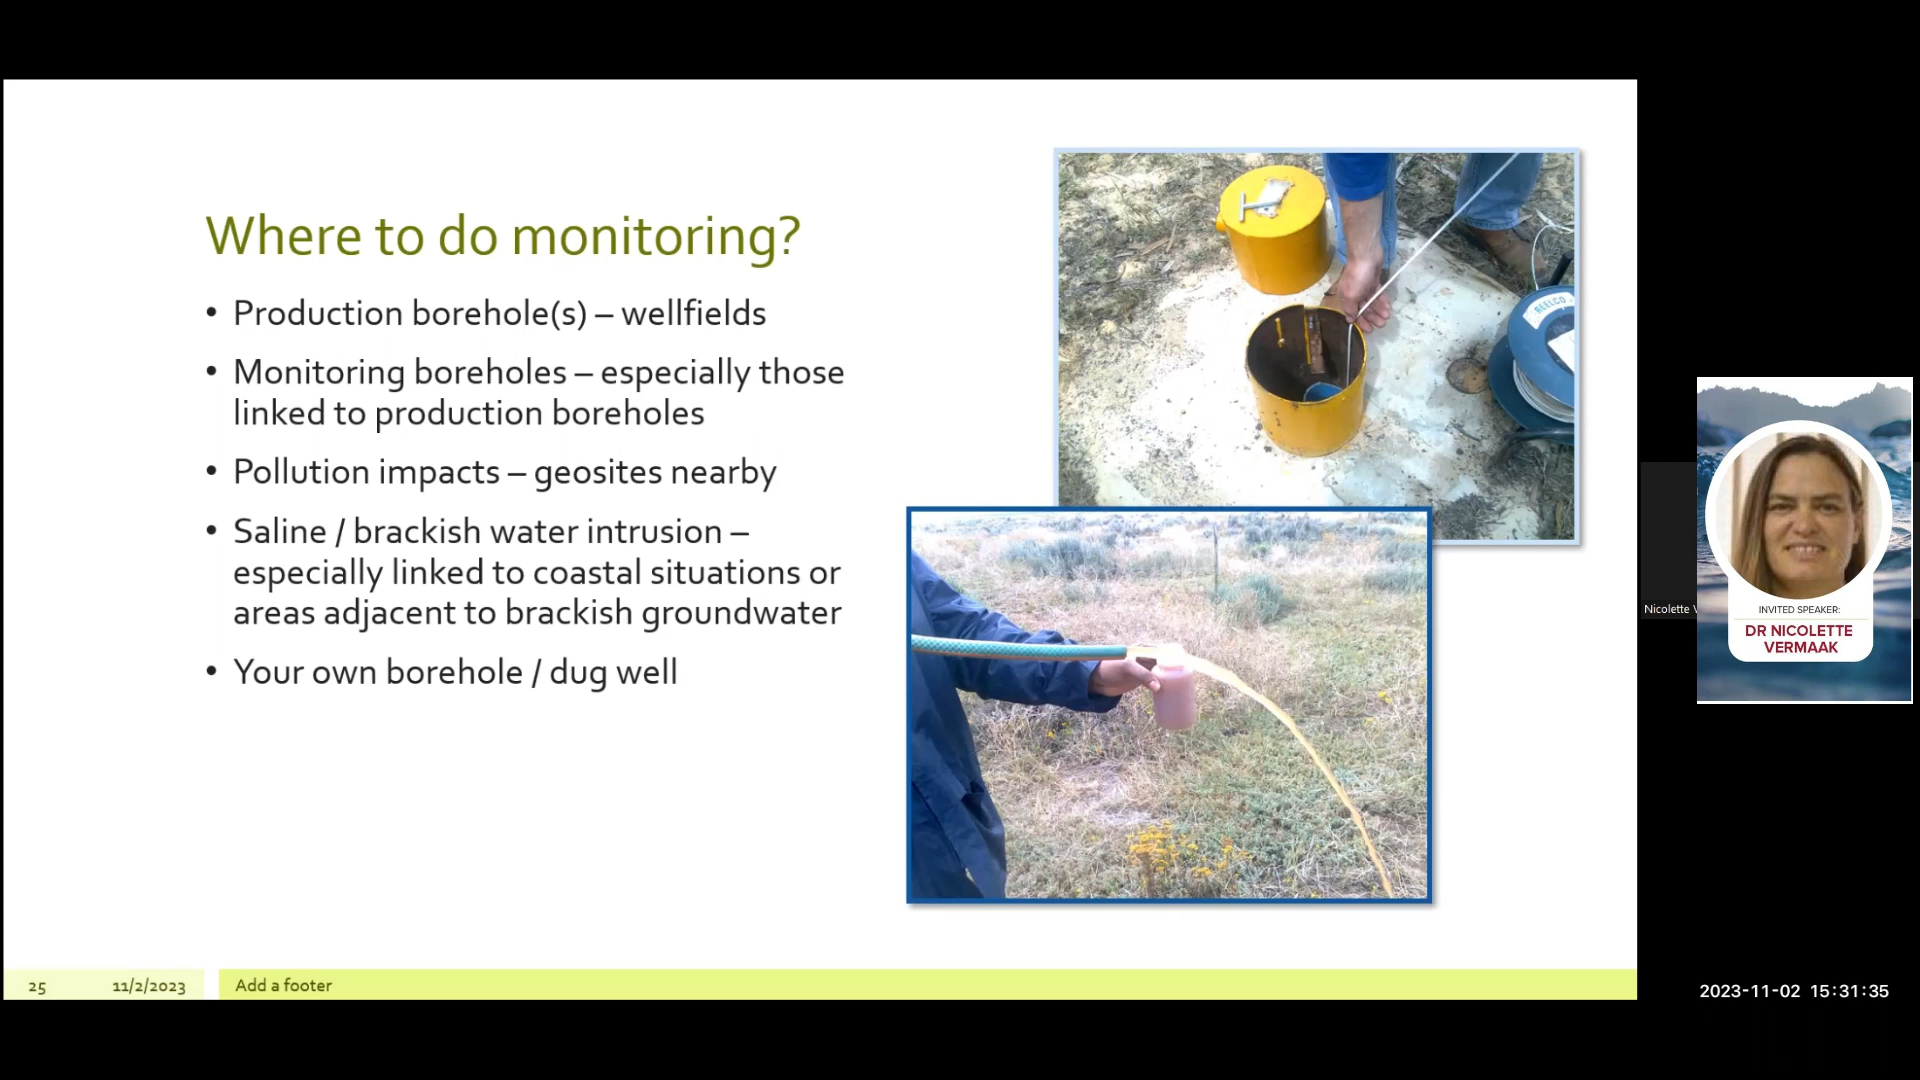 Where to do monitoring?
• Production borehole(s) – wellfields
• Monitoring boreholes – especially those
linked to production boreholes
• Pollution impacts – geosites nearby
• Saline / brackish water intrusion –
especially linked to coastal situations or
areas adjacent to brackish groundwater
• Your own borehole / dug well
25
11/2/2023
Add a footer
Nicolette
INVITED SPEAKER:
DR NICOLETTE
VERMAAK
2023-11-02 15:31:35